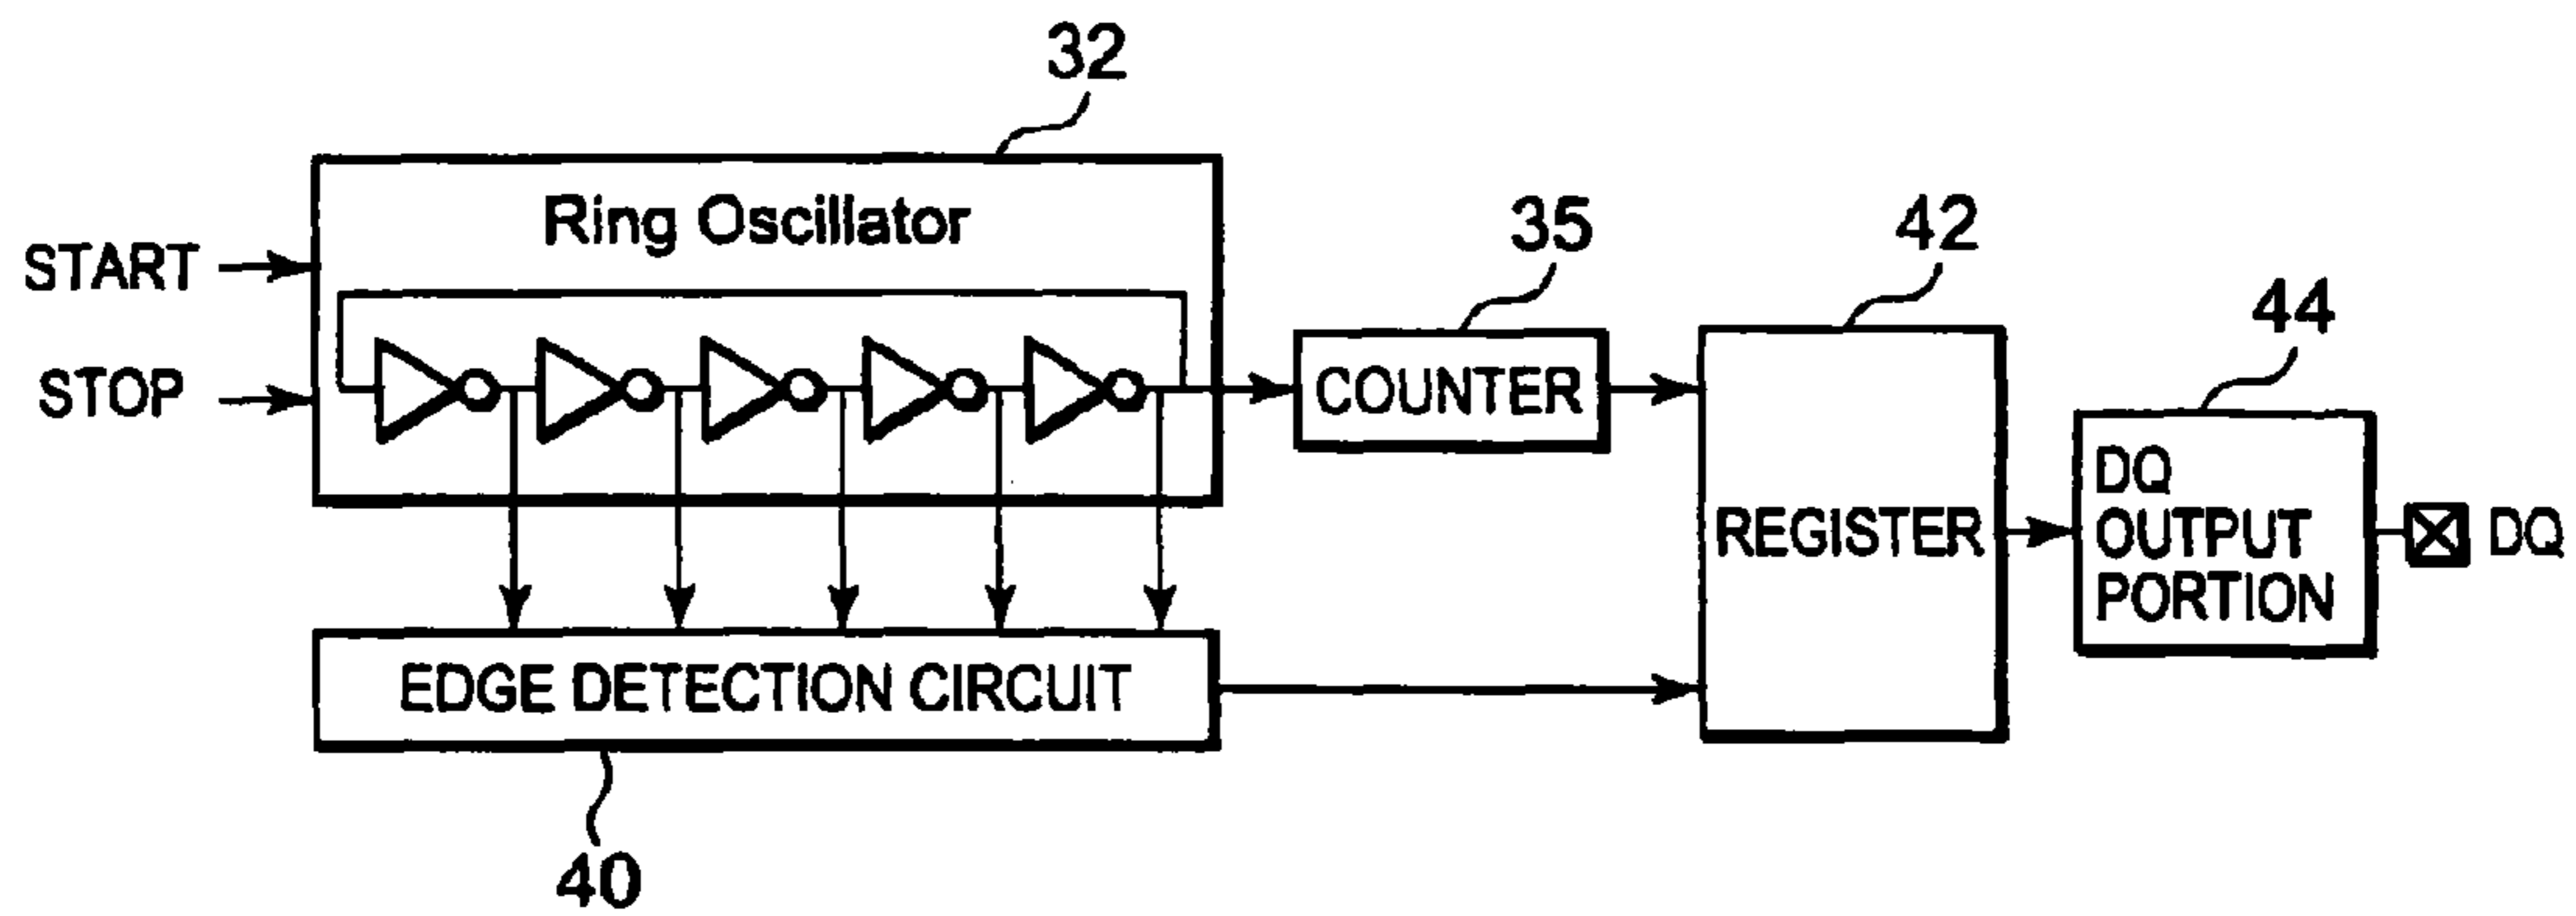 32
Ring Oscillator
START
STOP
35
COUNTER
42
REGISTER
44
DQ
OUTPUT
PORTION
DQ
EDGE DETECTION CIRCUIT
40